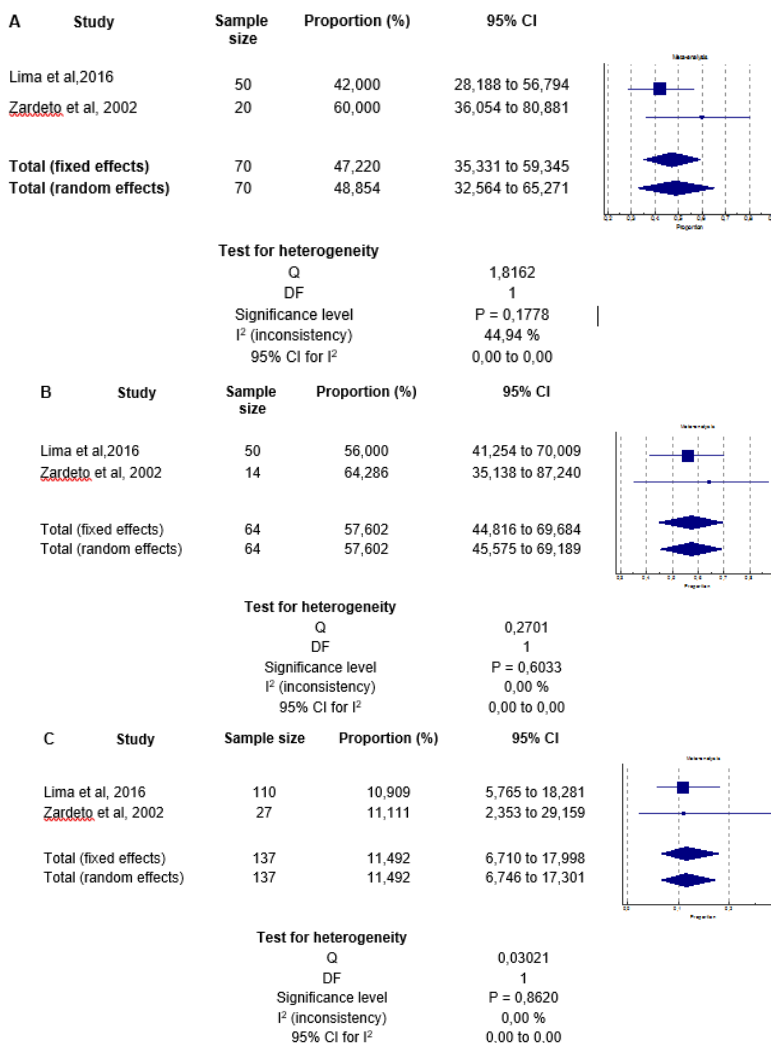 A Study Sample size Proportion (%) 95% CI
Lima et al,2016 50 42,000 28,188 to 56,794
Zardeto et al, 2002 20 60,000 36,054 to 80,881
Total (fixed effects) 70 47,220 35,331 to 59,345
Total (random effects) 70 48,854 32,564 to 65,271
Meta-analysis
Proportion
Test for heterogeneity
Q 1,8162
DF 1
Significance level P = 0,1778
I² (inconsistency) 44,94 %
95% CI for I² 0,00 to 0,00
B Study Sample size Proportion (%) 95% CI
Lima et al,2016 50 56,000 41,254 to 70,009
Zardeto et al, 2002 14 64,286 35,138 to 87,240
Total (fixed effects) 64 57,602 44,816 to 69,684
Total (random effects) 64 57,602 45,575 to 69,189
Meta-analysis
Proportion
Test for heterogeneity
Q 0,2701
DF 1
Significance level P = 0,6033
I² (inconsistency) 0,00 %
95% CI for I² 0,00 to 0,00
C Study Sample size Proportion (%) 95% CI
Lima et al, 2016 110 10,909 5,765 to 18,281
Zardeto et al, 2002 27 11,111 2,353 to 29,159
Total (fixed effects) 137 11,492 6,710 to 17,998
Total (random effects) 137 11,492 6,746 to 17,301
Meta-analysis
Proportion
Test for heterogeneity
Q 0,03021
DF 1
Significance level P = 0,8620
I² (inconsistency) 0,00 %
95% CI for I² 0.00 to 0.00